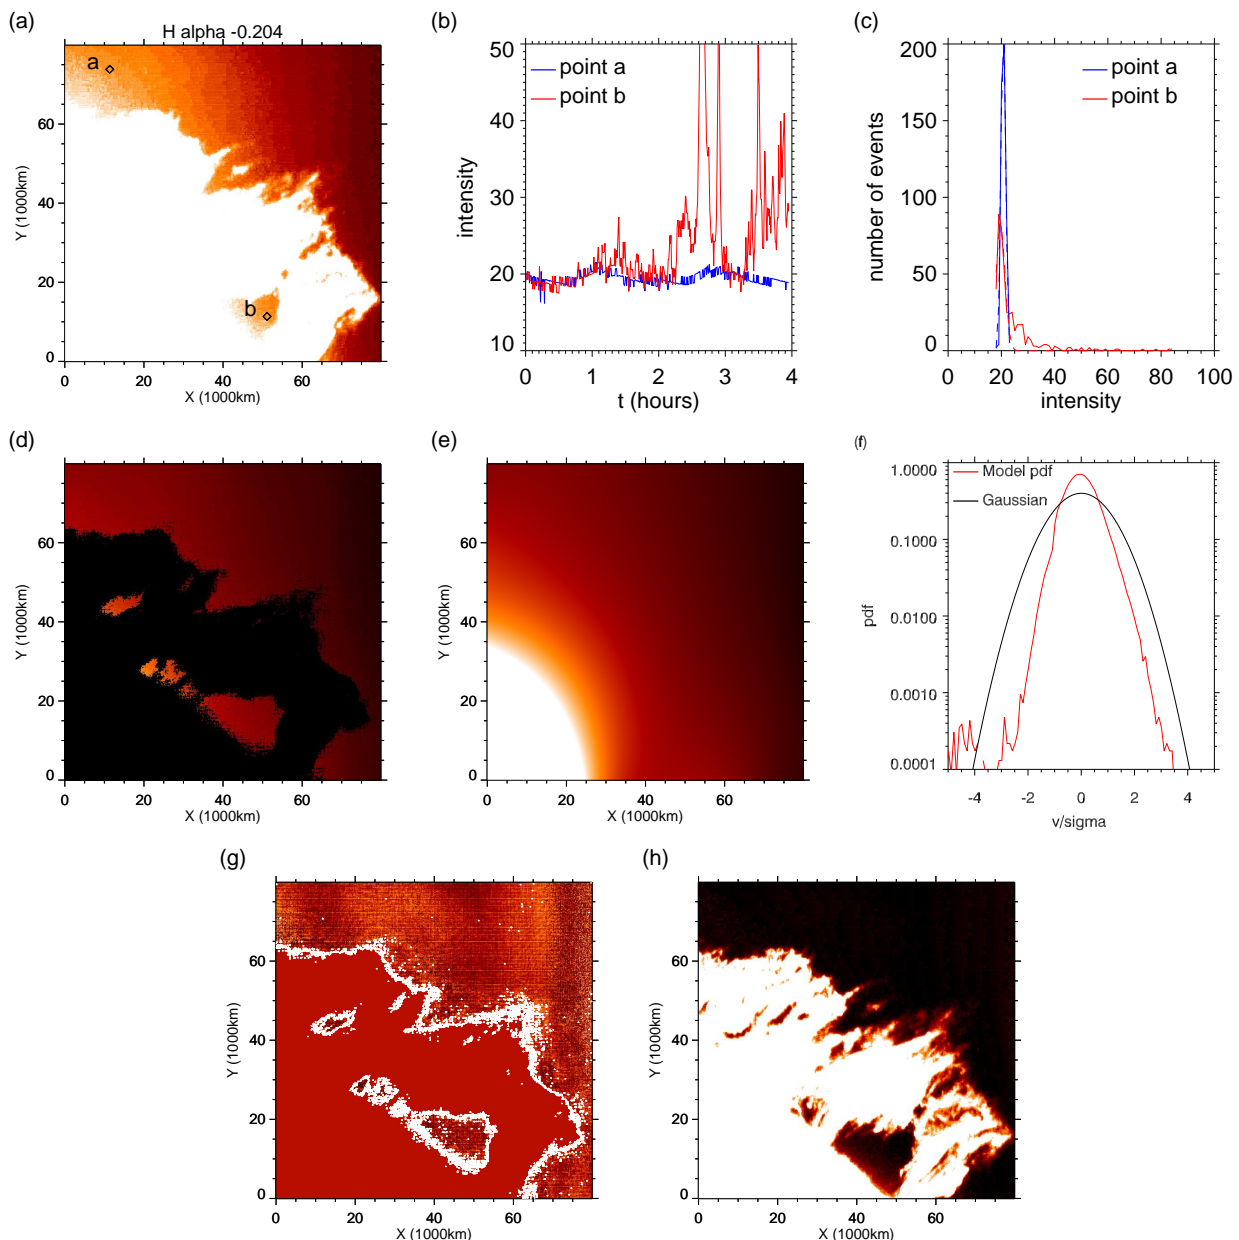 (a)
H alpha -0.204
a
b
60
40
20
0
Y (1000km)
0 20 40 60
X (1000km)
(b)
point a
point b
50
40
30
20
10
intensity
0 1 2 3 4
t (hours)
(c)
point a
point b
200
150
100
50
0
number of events
0 20 40 60 80 100
intensity
(d)
60
40
20
0
Y (1000km)
0 20 40 60
X (1000km)
(e)
60
40
20
0
Y (1000km)
0 20 40 60
X (1000km)
(f)
Model pdf
Gaussian
1.0000
0.1000
0.0100
0.0010
0.0001
pdf
-4 -2 0 2 4
v/sigma
(g)
60
40
20
0
Y (1000km)
0 20 40 60
X (1000km)
(h)
60
40
20
0
Y (1000km)
0 20 40 60
X (1000km)